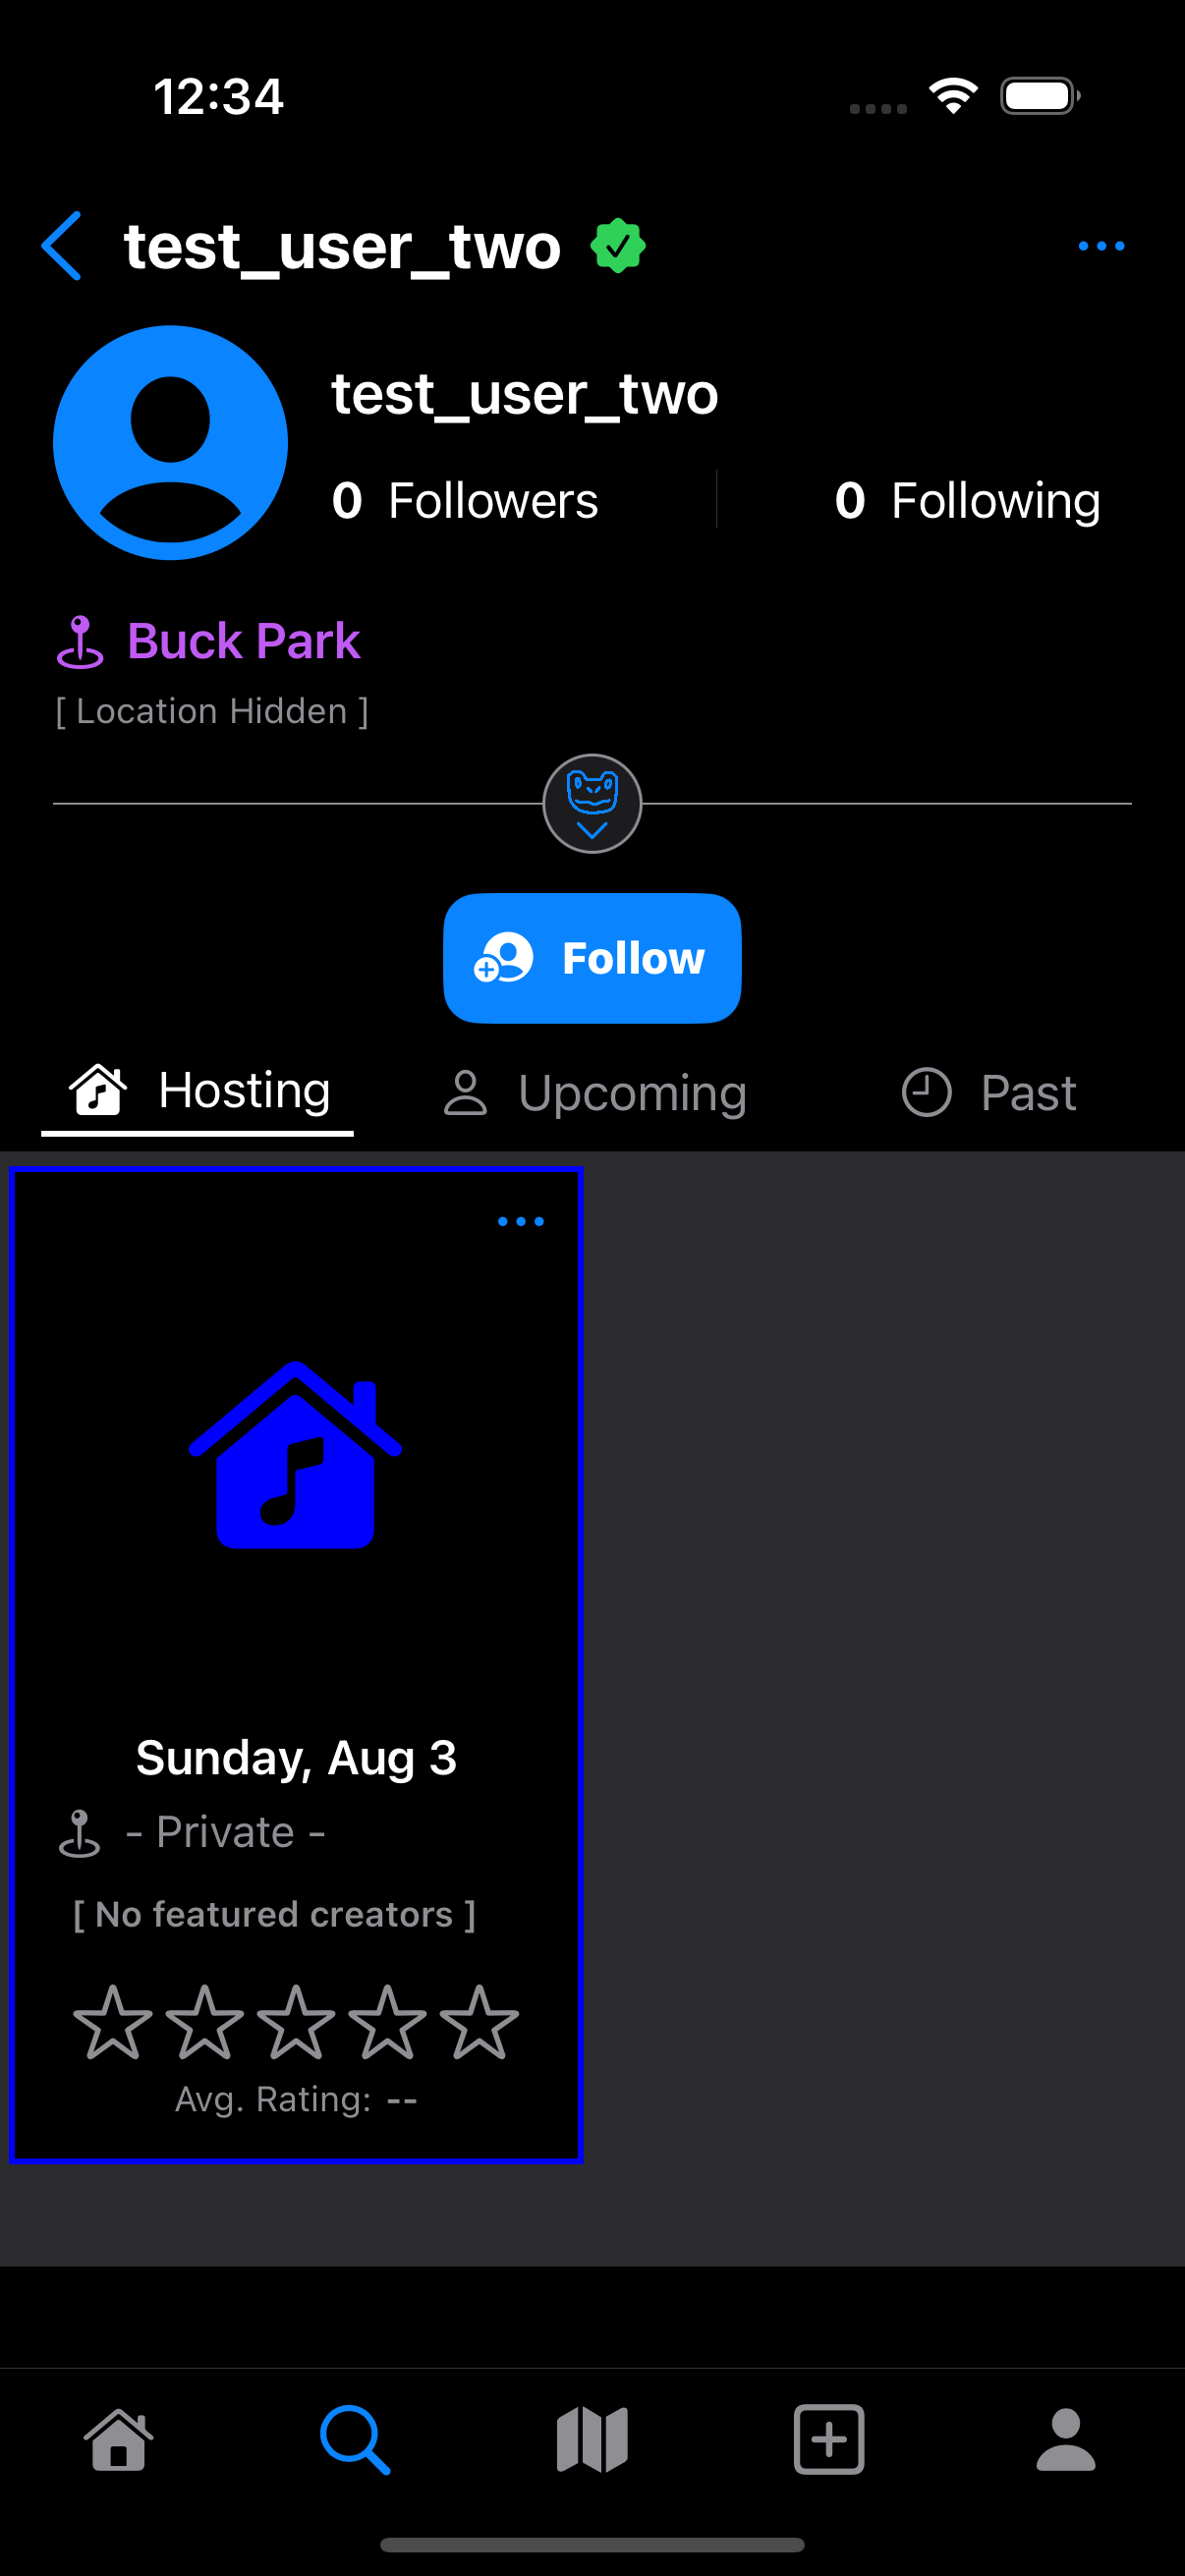 12:34
test_user_two
test_user_two
0 Followers 0 Following
Buck Park
[ Location Hidden ]
Follow
Hosting Upcoming Past
Sunday, Aug 3
- Private -
[ No featured creators ]
Avg. Rating: --